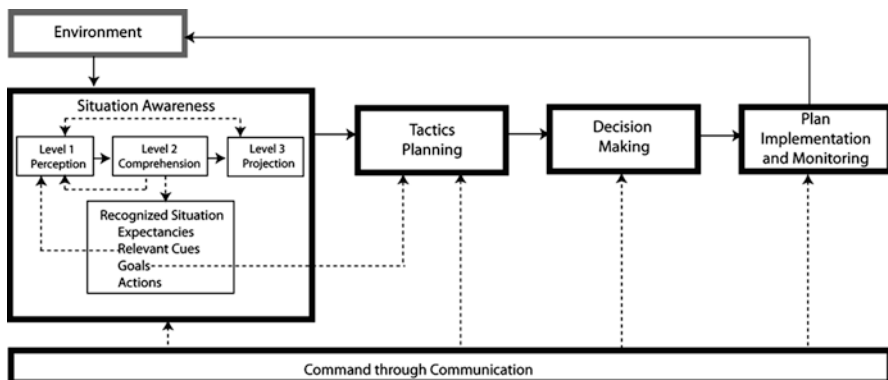 Environment
Situation Awareness
Level 1
Perception
Level 2
Comprehension
Level 3
Projection
Recognized Situation
Expectancies
Relevant Cues
Goals
Actions
Tactics
Planning
Decision
Making
Plan
Implementation
and Monitoring
Command through Communication